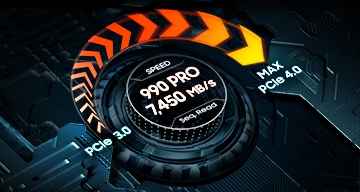 SPEED
990 PRO
7,450 MB/s
Seq. Read
MAX
PCIe 4.0
PCIe 3.0